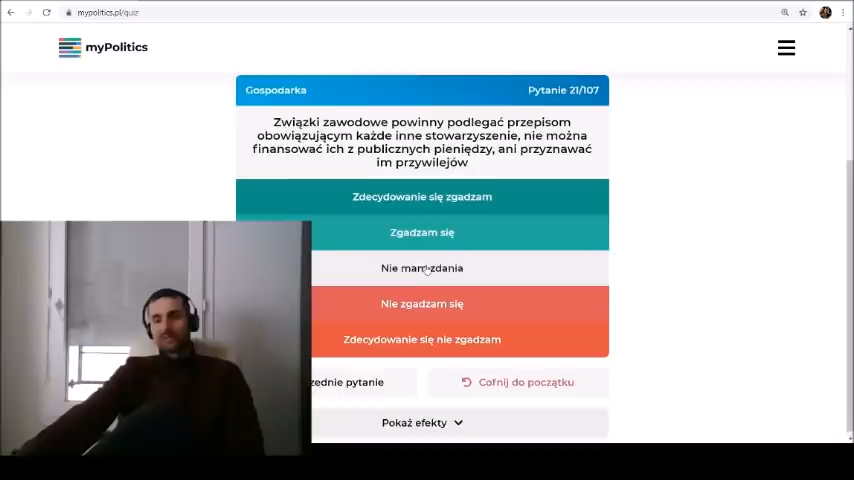 mypolitics.pl/quiz
myPolitics
Gospodarka
Pytanie 21/107
Związki zawodowe powinny podlegać przepisom
obowiązującym każde inne stowarzyszenie, nie można
finansować ich z publicznych pieniędzy, ani przyznawać
im przywilejów
Zdecydowanie się zgadzam
Zgadzam się
Nie mam zdania
Nie zgadzam się
Zdecydowanie się nie zgadzam
zednie pytanie
Cofnij do początku
Pokaż efekty